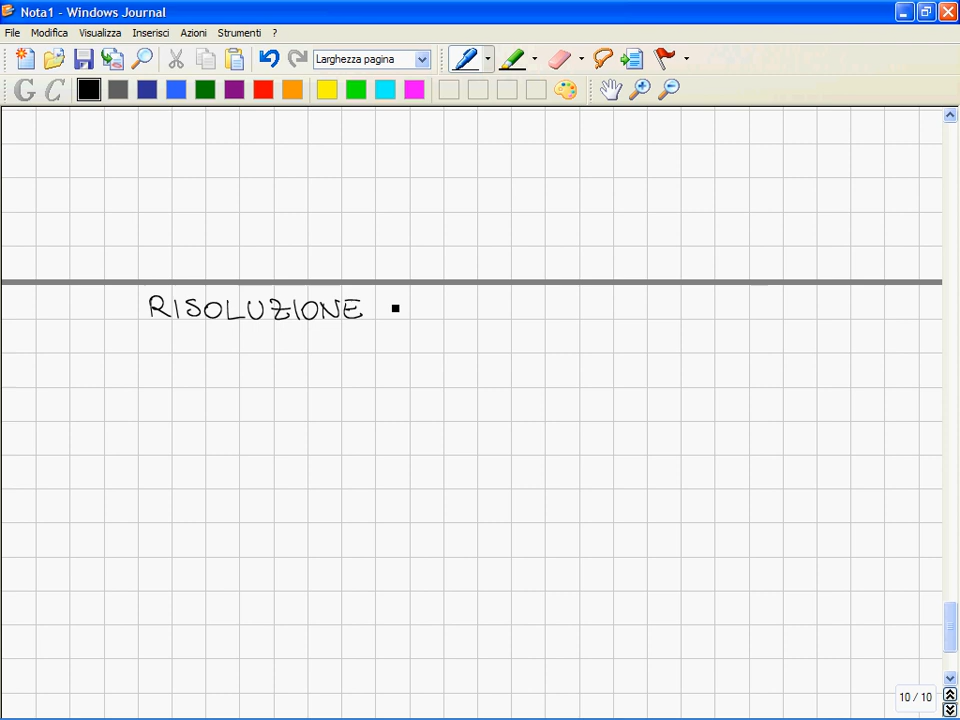 Nota1 - Windows Journal
File Modifica Visualizza Inserisci Azioni Strumenti ?
Larghezza pagina
G C
RISOLUZIONE
10 / 10